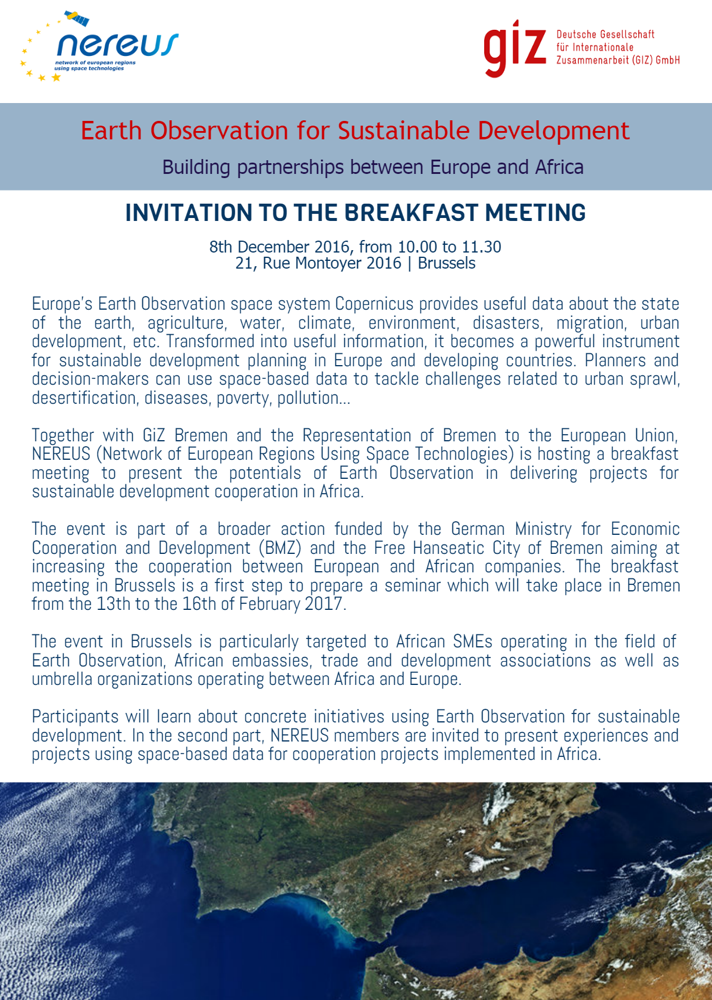 nereus
network of european regions
using space technologies
giz
Deutsche Gesellschaft
für Internationale
Zusammenarbeit (GIZ) GmbH
Earth Observation for Sustainable Development
Building partnerships between Europe and Africa
INVITATION TO THE BREAKFAST MEETING
8th December 2016, from 10.00 to 11.30
21, Rue Montoyer 2016 | Brussels
Europe's Earth Observation space system Copernicus provides useful data about the state
of the earth, agriculture, water, climate, environment, disasters, migration, urban
development, etc. Transformed into useful information, it becomes a powerful instrument
for sustainable development planning in Europe and developing countries. Planners and
decision-makers can use space-based data to tackle challenges related to urban sprawl,
desertification, diseases, poverty, pollution...
Together with GiZ Bremen and the Representation of Bremen to the European Union,
NEREUS (Network of European Regions Using Space Technologies) is hosting a breakfast
meeting to present the potentials of Earth Observation in delivering projects for
sustainable development cooperation in Africa.
The event is part of a broader action funded by the German Ministry for Economic
Cooperation and Development (BMZ) and the Free Hanseatic City of Bremen aiming at
increasing the cooperation between European and African companies. The breakfast
meeting in Brussels is a first step to prepare a seminar which will take place in Bremen
from the 13th to the 16th of February 2017.
The event in Brussels is particularly targeted to African SMEs operating in the field of
Earth Observation, African embassies, trade and development associations as well as
umbrella organizations operating between Africa and Europe.
Participants will learn about concrete initiatives using Earth Observation for sustainable
development. In the second part, NEREUS members are invited to present experiences and
projects using space-based data for cooperation projects implemented in Africa.